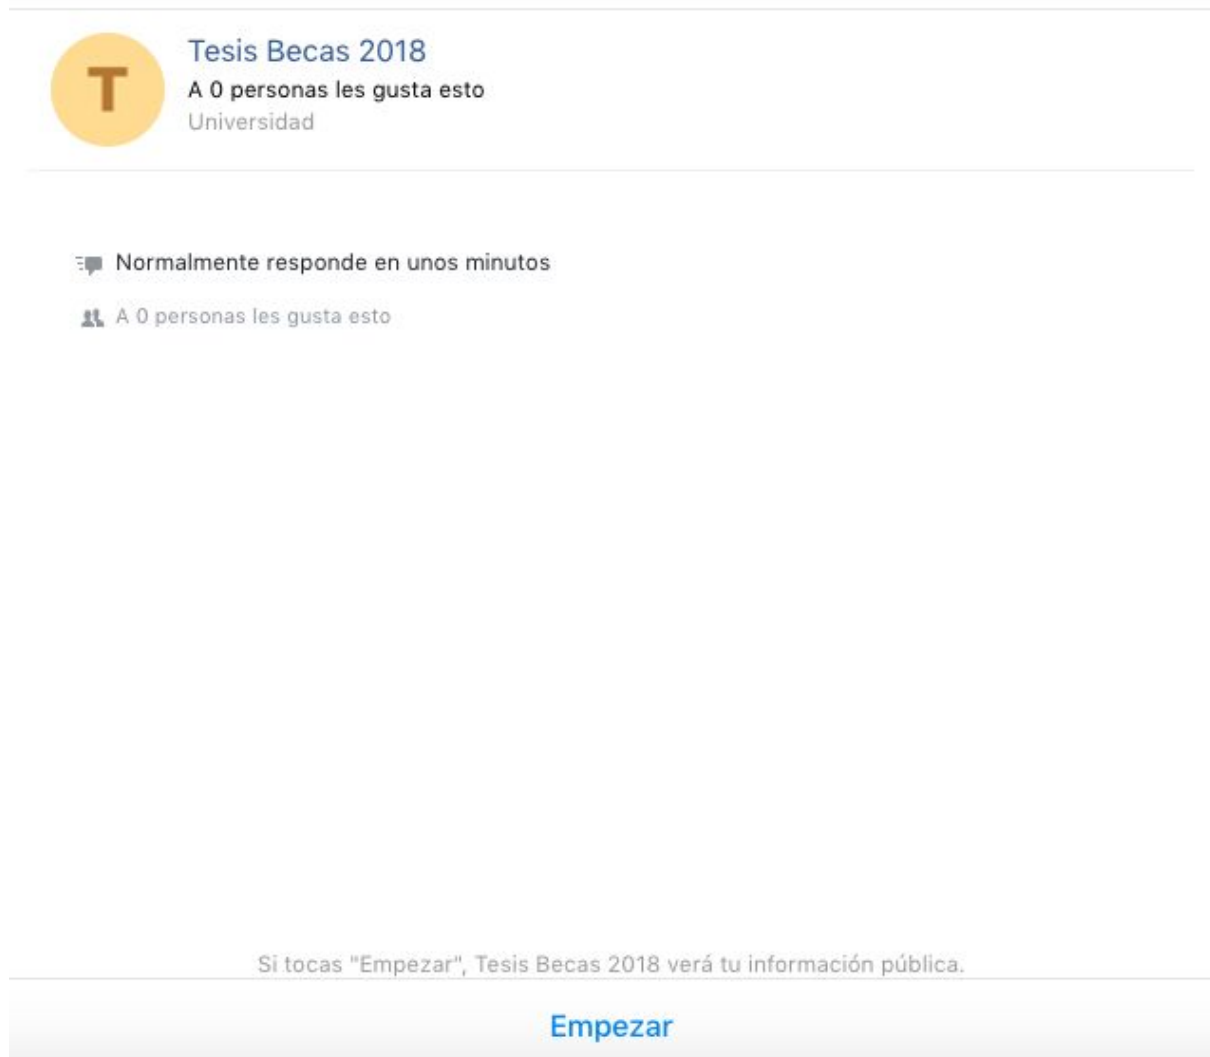 T
Tesis Becas 2018
A 0 personas les gusta esto
Universidad
Normalmente responde en unos minutos
A 0 personas les gusta esto
Si tocas "Empezar", Tesis Becas 2018 verá tu información pública.
Empezar